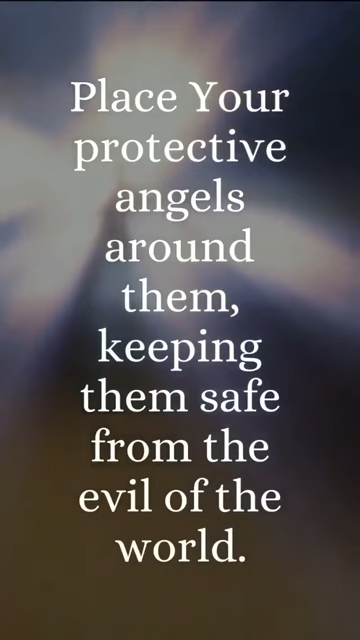 Place Your
protective
angels
around
them,
keeping
them safe
from the
evil of the
world.